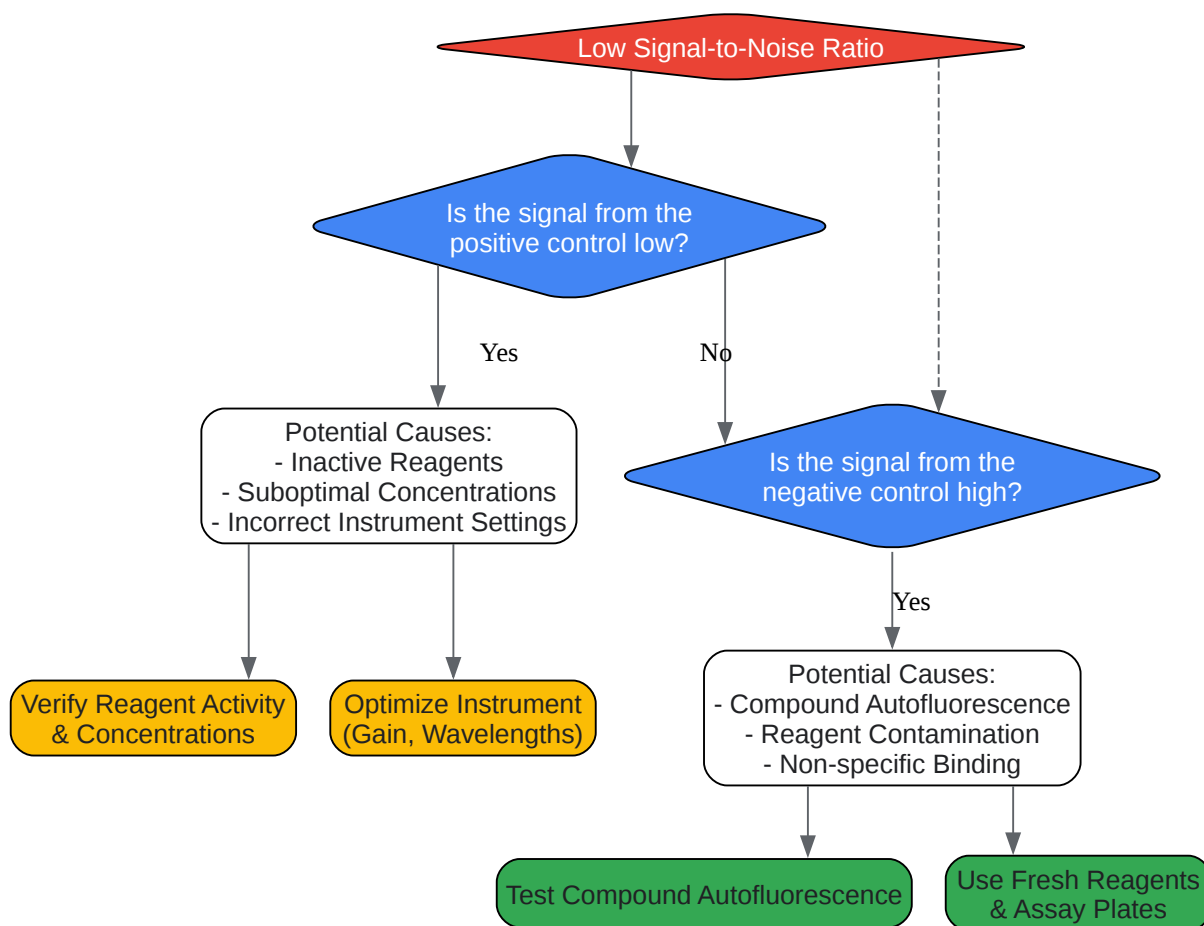 Low Signal-to-Noise Ratio
Is the signal from the
positive control low?
Yes
No
Potential Causes:
- Inactive Reagents
- Suboptimal Concentrations
- Incorrect Instrument Settings
Is the signal from the
negative control high?
Yes
Verify Reagent Activity
& Concentrations
Optimize Instrument
(Gain, Wavelengths)
Potential Causes:
- Compound Autofluorescence
- Reagent Contamination
- Non-specific Binding
Test Compound Autofluorescence
Use Fresh Reagents
& Assay Plates